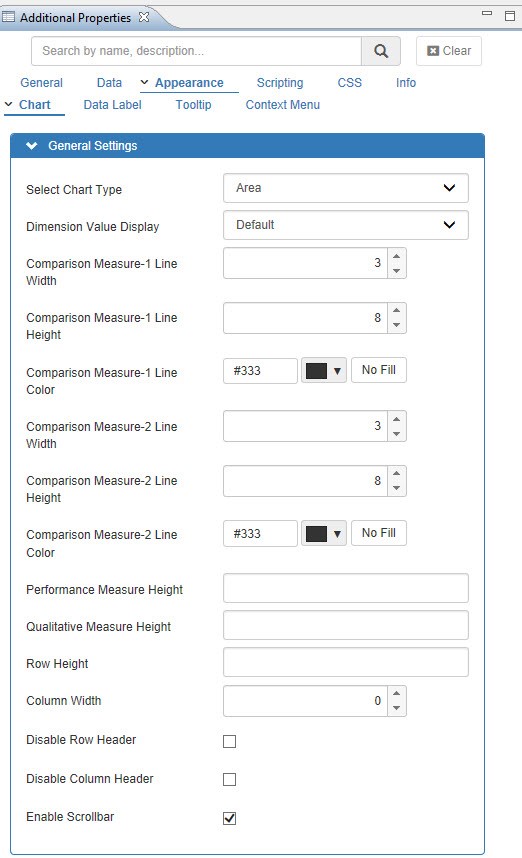 Additional Properties
Search by name, description...
Clear
General Data Appearance Scripting CSS Info
Chart Data Label Tooltip Context Menu
General Settings
Select Chart Type Area
Dimension Value Display Default
Comparison Measure-1 Line 3
Width
Comparison Measure-1 Line 8
Height
Comparison Measure-1 Line #333 No Fill
Color
Comparison Measure-2 Line 3
Width
Comparison Measure-2 Line 8
Height
Comparison Measure-2 Line #333 No Fill
Color
Performance Measure Height
Qualitative Measure Height
Row Height
Column Width 0
Disable Row Header
Disable Column Header
Enable Scrollbar